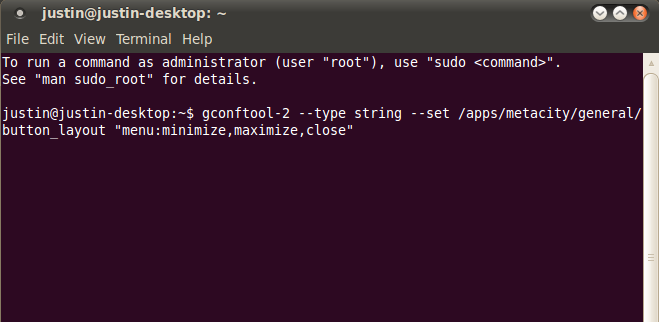 justin@justin-desktop: ~
File Edit View Terminal Help
To run a command as administrator (user "root"), use "sudo <command>".
See "man sudo_root" for details.
justin@justin-desktop:~$ gconftool-2 --type string --set /apps/metacity/general/
button_layout "menu:minimize,maximize,close"